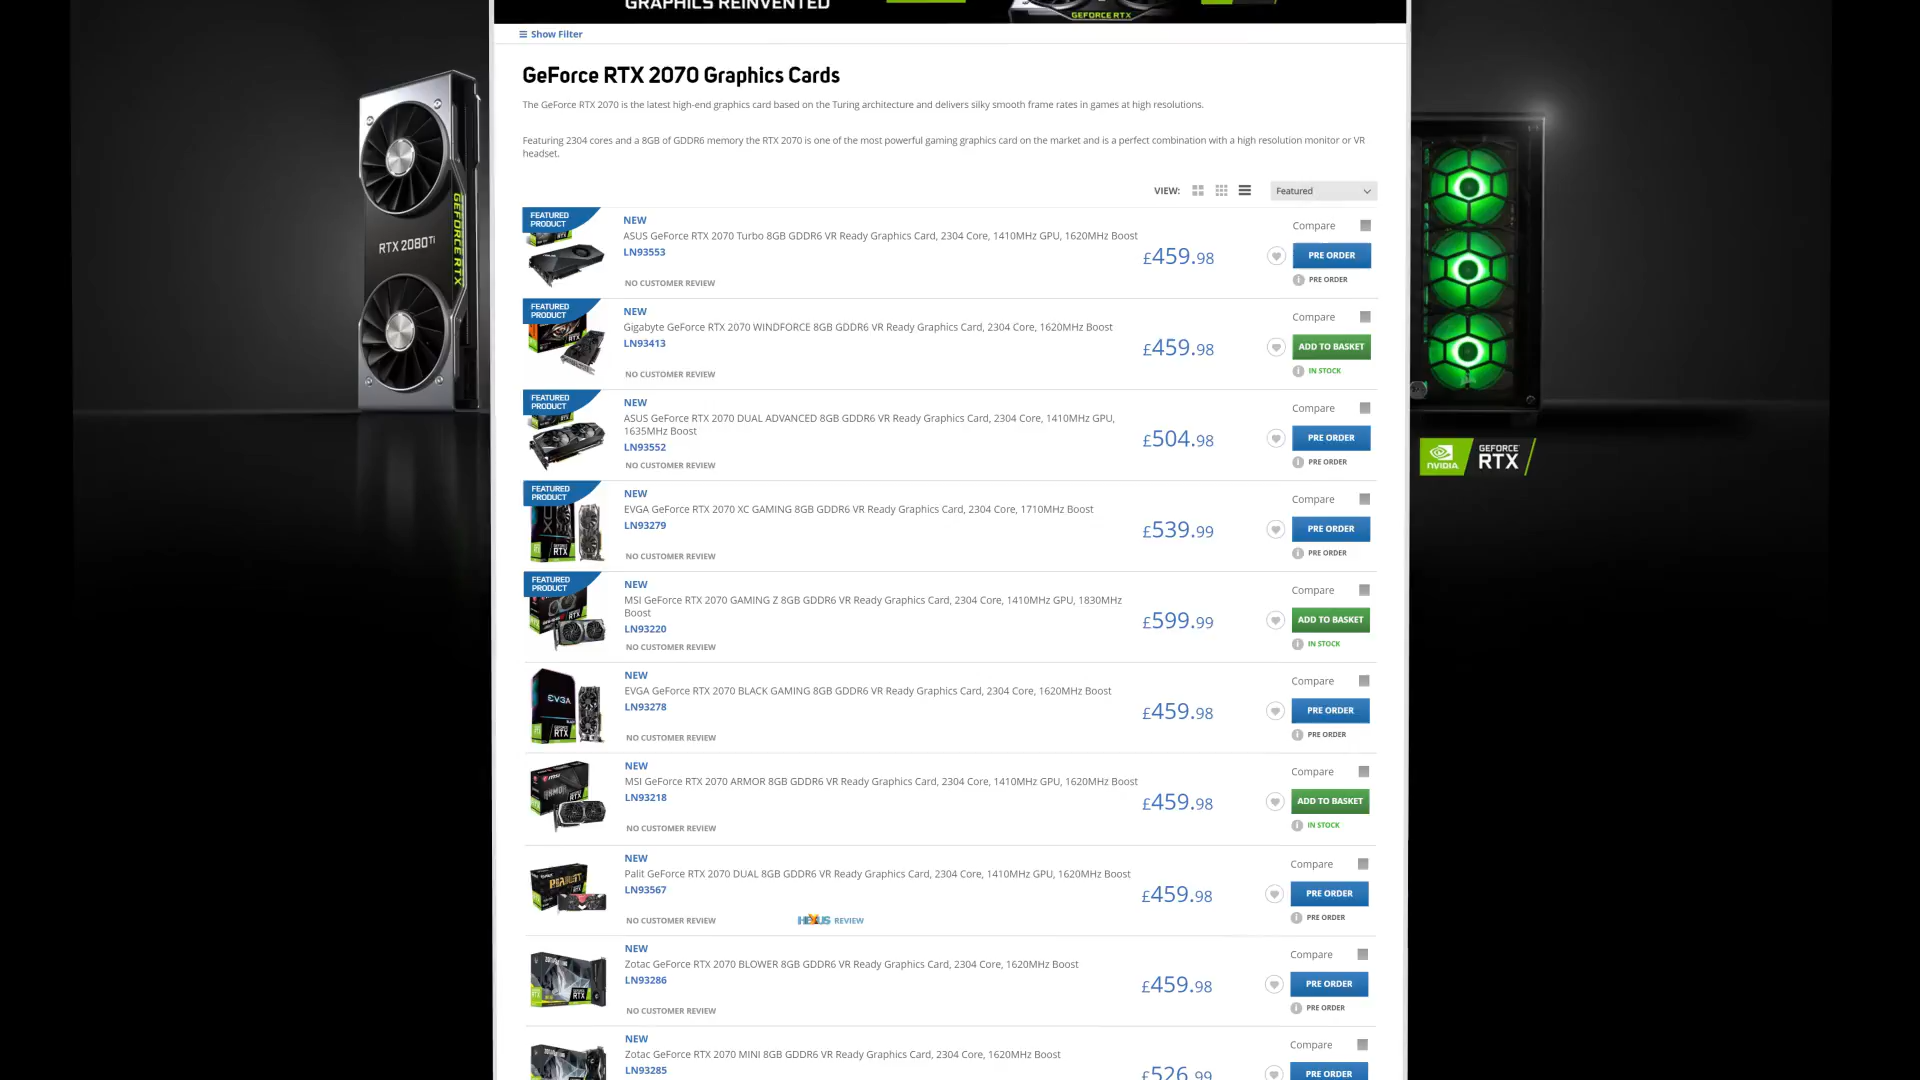 GRAPHICS REINVENTED
GEFORCE RTX
Show Filter
GeForce RTX 2070 Graphics Cards
The GeForce RTX 2070 is the latest high-end graphics card based on the Turing architecture and delivers silky smooth frame rates in games at high resolutions.
Featuring 2304 cores and a 8GB of GDDR6 memory the RTX 2070 is one of the most powerful gaming graphics card on the market and is a perfect combination with a high resolution monitor or VR
headset.
VIEW:
Featured
FEATURED
PRODUCT
NEW
ASUS GeForce RTX 2070 Turbo 8GB GDDR6 VR Ready Graphics Card, 2304 Core, 1410MHz GPU, 1620MHz Boost
LN93553
NO CUSTOMER REVIEW
£459.98
Compare
PRE ORDER
PRE ORDER
FEATURED
PRODUCT
NEW
Gigabyte GeForce RTX 2070 WINDFORCE 8GB GDDR6 VR Ready Graphics Card, 2304 Core, 1620MHz Boost
LN93413
NO CUSTOMER REVIEW
£459.98
Compare
ADD TO BASKET
IN STOCK
FEATURED
PRODUCT
NEW
ASUS GeForce RTX 2070 DUAL ADVANCED 8GB GDDR6 VR Ready Graphics Card, 2304 Core, 1410MHz GPU,
1635MHz Boost
LN93552
NO CUSTOMER REVIEW
£504.98
Compare
PRE ORDER
PRE ORDER
FEATURED
PRODUCT
NEW
EVGA GeForce RTX 2070 XC GAMING 8GB GDDR6 VR Ready Graphics Card, 2304 Core, 1710MHz Boost
LN93279
NO CUSTOMER REVIEW
£539.99
Compare
PRE ORDER
PRE ORDER
FEATURED
PRODUCT
NEW
MSI GeForce RTX 2070 GAMING Z 8GB GDDR6 VR Ready Graphics Card, 2304 Core, 1410MHz GPU, 1830MHz
Boost
LN93220
NO CUSTOMER REVIEW
£599.99
Compare
ADD TO BASKET
IN STOCK
EVGA
NEW
EVGA GeForce RTX 2070 BLACK GAMING 8GB GDDR6 VR Ready Graphics Card, 2304 Core, 1620MHz Boost
LN93278
NO CUSTOMER REVIEW
£459.98
Compare
PRE ORDER
PRE ORDER
NEW
MSI GeForce RTX 2070 ARMOR 8GB GDDR6 VR Ready Graphics Card, 2304 Core, 1410MHz GPU, 1620MHz Boost
LN93218
NO CUSTOMER REVIEW
£459.98
Compare
ADD TO BASKET
IN STOCK
NEW
Palit GeForce RTX 2070 DUAL 8GB GDDR6 VR Ready Graphics Card, 2304 Core, 1410MHz GPU, 1620MHz Boost
LN93567
NO CUSTOMER REVIEW
HEXUS REVIEW
£459.98
Compare
PRE ORDER
PRE ORDER
NEW
Zotac GeForce RTX 2070 BLOWER 8GB GDDR6 VR Ready Graphics Card, 2304 Core, 1620MHz Boost
LN93286
NO CUSTOMER REVIEW
£459.98
Compare
PRE ORDER
PRE ORDER
NEW
Zotac GeForce RTX 2070 MINI 8GB GDDR6 VR Ready Graphics Card, 2304 Core, 1620MHz Boost
LN93285
£526.99
Compare
PRE ORDER
RTX 2080 Ti
GEFORCE RTX
NVIDIA
GEFORCE
RTX